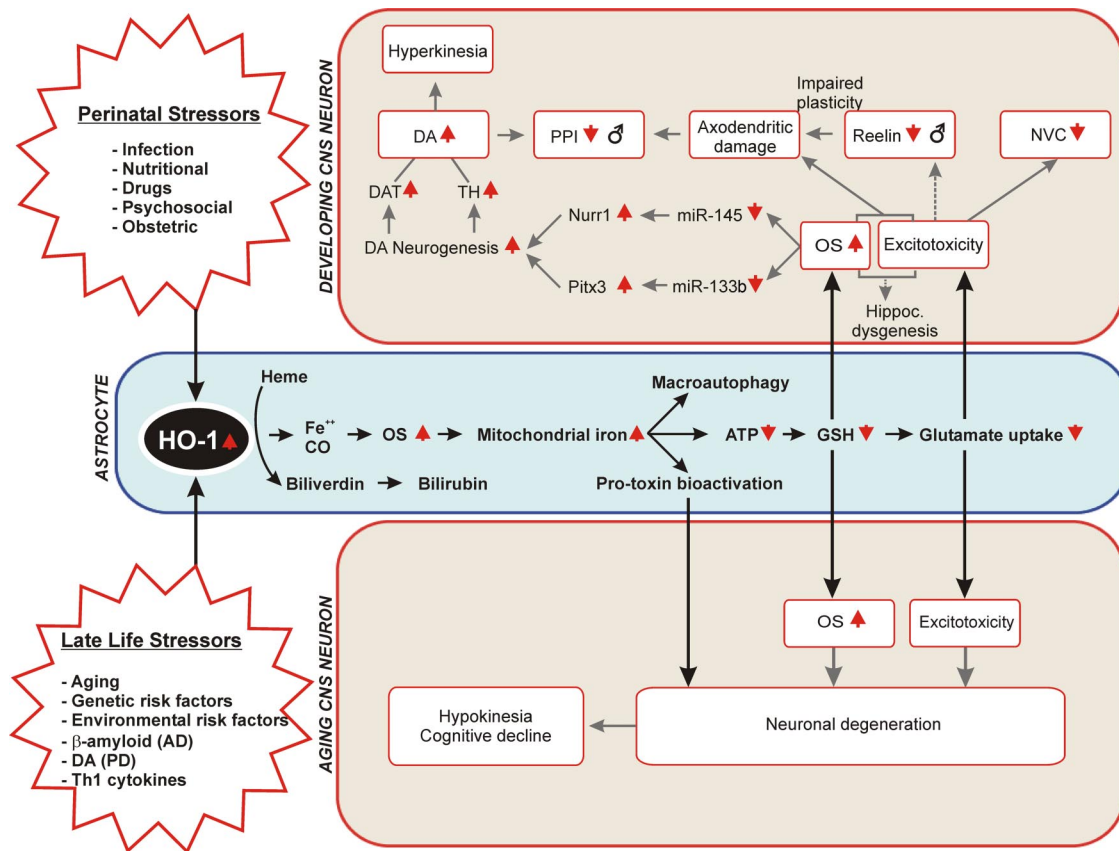 Perinatal Stressors
- Infection
- Nutritional
- Drugs
- Psychosocial
- Obstetric
DEVELOPING CNS NEURON
Hyperkinesia
DA
PPI ♂
Axodendritic
damage
Impaired
plasticity
Reelin ♂
NVC
DAT
TH
DA Neurogenesis
Nurr1
miR-145
Pitx3
miR-133b
OS
Excitotoxicity
Hippoc.
dysgenesis
ASTROCYTE
HO-1
Heme
Fe⁺⁺
CO
OS
Mitochondrial iron
Macroautophagy
ATP
GSH
Glutamate uptake
Biliverdin
Bilirubin
Pro-toxin bioactivation
Late Life Stressors
- Aging
- Genetic risk factors
- Environmental risk factors
- β-amyloid (AD)
- DA (PD)
- Th1 cytokines
AGING CNS NEURON
OS
Excitotoxicity
Hypokinesia
Cognitive decline
Neuronal degeneration